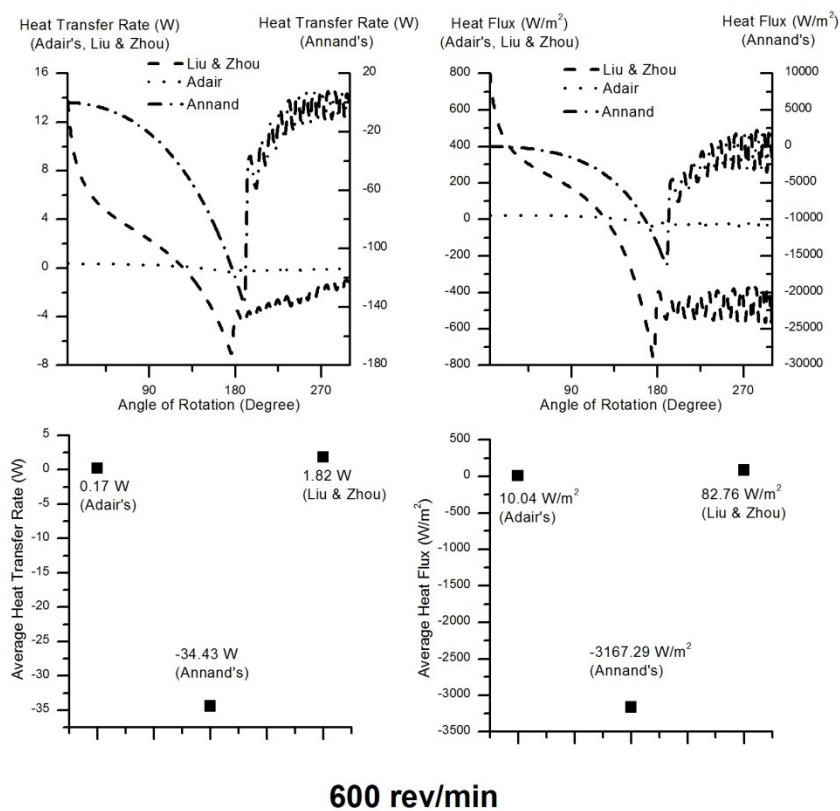 Heat Transfer Rate (W)
(Adair's, Liu & Zhou)
Heat Transfer Rate (W)
(Annand's)
Liu & Zhou
Adair
Annand
16
12
8
4
0
-4
-8
20
-20
-60
-100
-140
-180
90
180
270
Angle of Rotation (Degree)
Heat Flux (W/m²)
(Adair's, Liu & Zhou)
Heat Flux (W/m²)
(Annand's)
Liu & Zhou
Adair
Annand
800
600
400
200
0
-200
-400
-600
-800
10000
5000
0
-5000
-10000
-15000
-20000
-25000
-30000
90
180
270
Angle of Rotation (Degree)
Average Heat Transfer Rate (W)
5
0
-5
-10
-15
-20
-25
-30
-35
0.17 W
(Adair's)
1.82 W
(Liu & Zhou)
-34.43 W
(Annand's)
Average Heat Flux (W/m²)
500
0
-500
-1000
-1500
-2000
-2500
-3000
-3500
10.04 W/m²
(Adair's)
82.76 W/m²
(Liu & Zhou)
-3167.29 W/m²
(Annand's)
600 rev/min